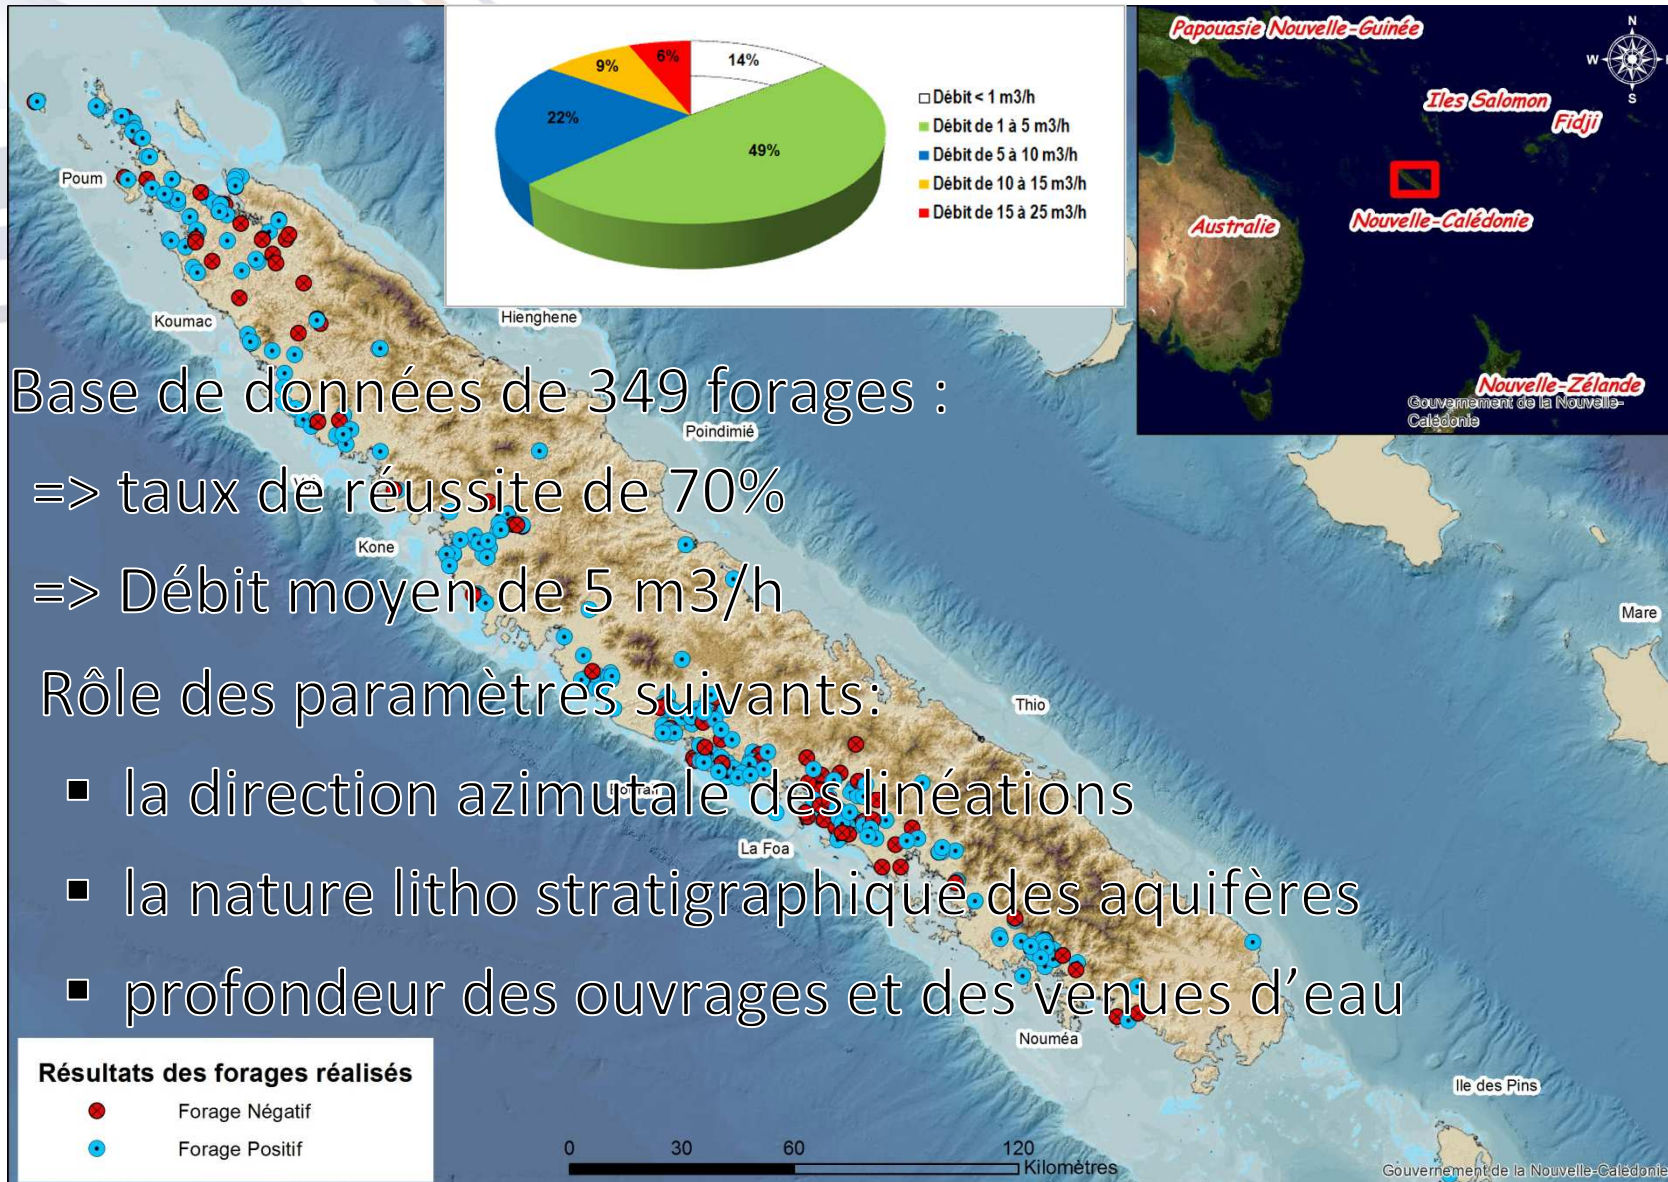 14%
49%
22%
9%
6%
Débit < 1 m3/h
Débit de 1 à 5 m3/h
Débit de 5 à 10 m3/h
Débit de 10 à 15 m3/h
Débit de 15 à 25 m3/h
Papouasie Nouvelle-Guinée
Iles Salomon
Fidji
Australie
Nouvelle-Calédonie
Nouvelle-Zélande
Gouvernement de la Nouvelle-
Calédonie
N
W
S
Poum
Koumac
Hienghene
Poindimié
Kone
Mare
Thio
La Foa
Nouméa
Ile des Pins
Base de données de 349 forages :
=> taux de réussite de 70%
=> Débit moyen de 5 m3/h
Rôle des paramètres suivants:
▪ la direction azimutale des linéations
▪ la nature litho stratigraphique des aquifères
▪ profondeur des ouvrages et des venues d’eau
Résultats des forages réalisés
Forage Négatif
Forage Positif
0 30 60 120
Kilomètres
Gouvernement de la Nouvelle-Calédonie